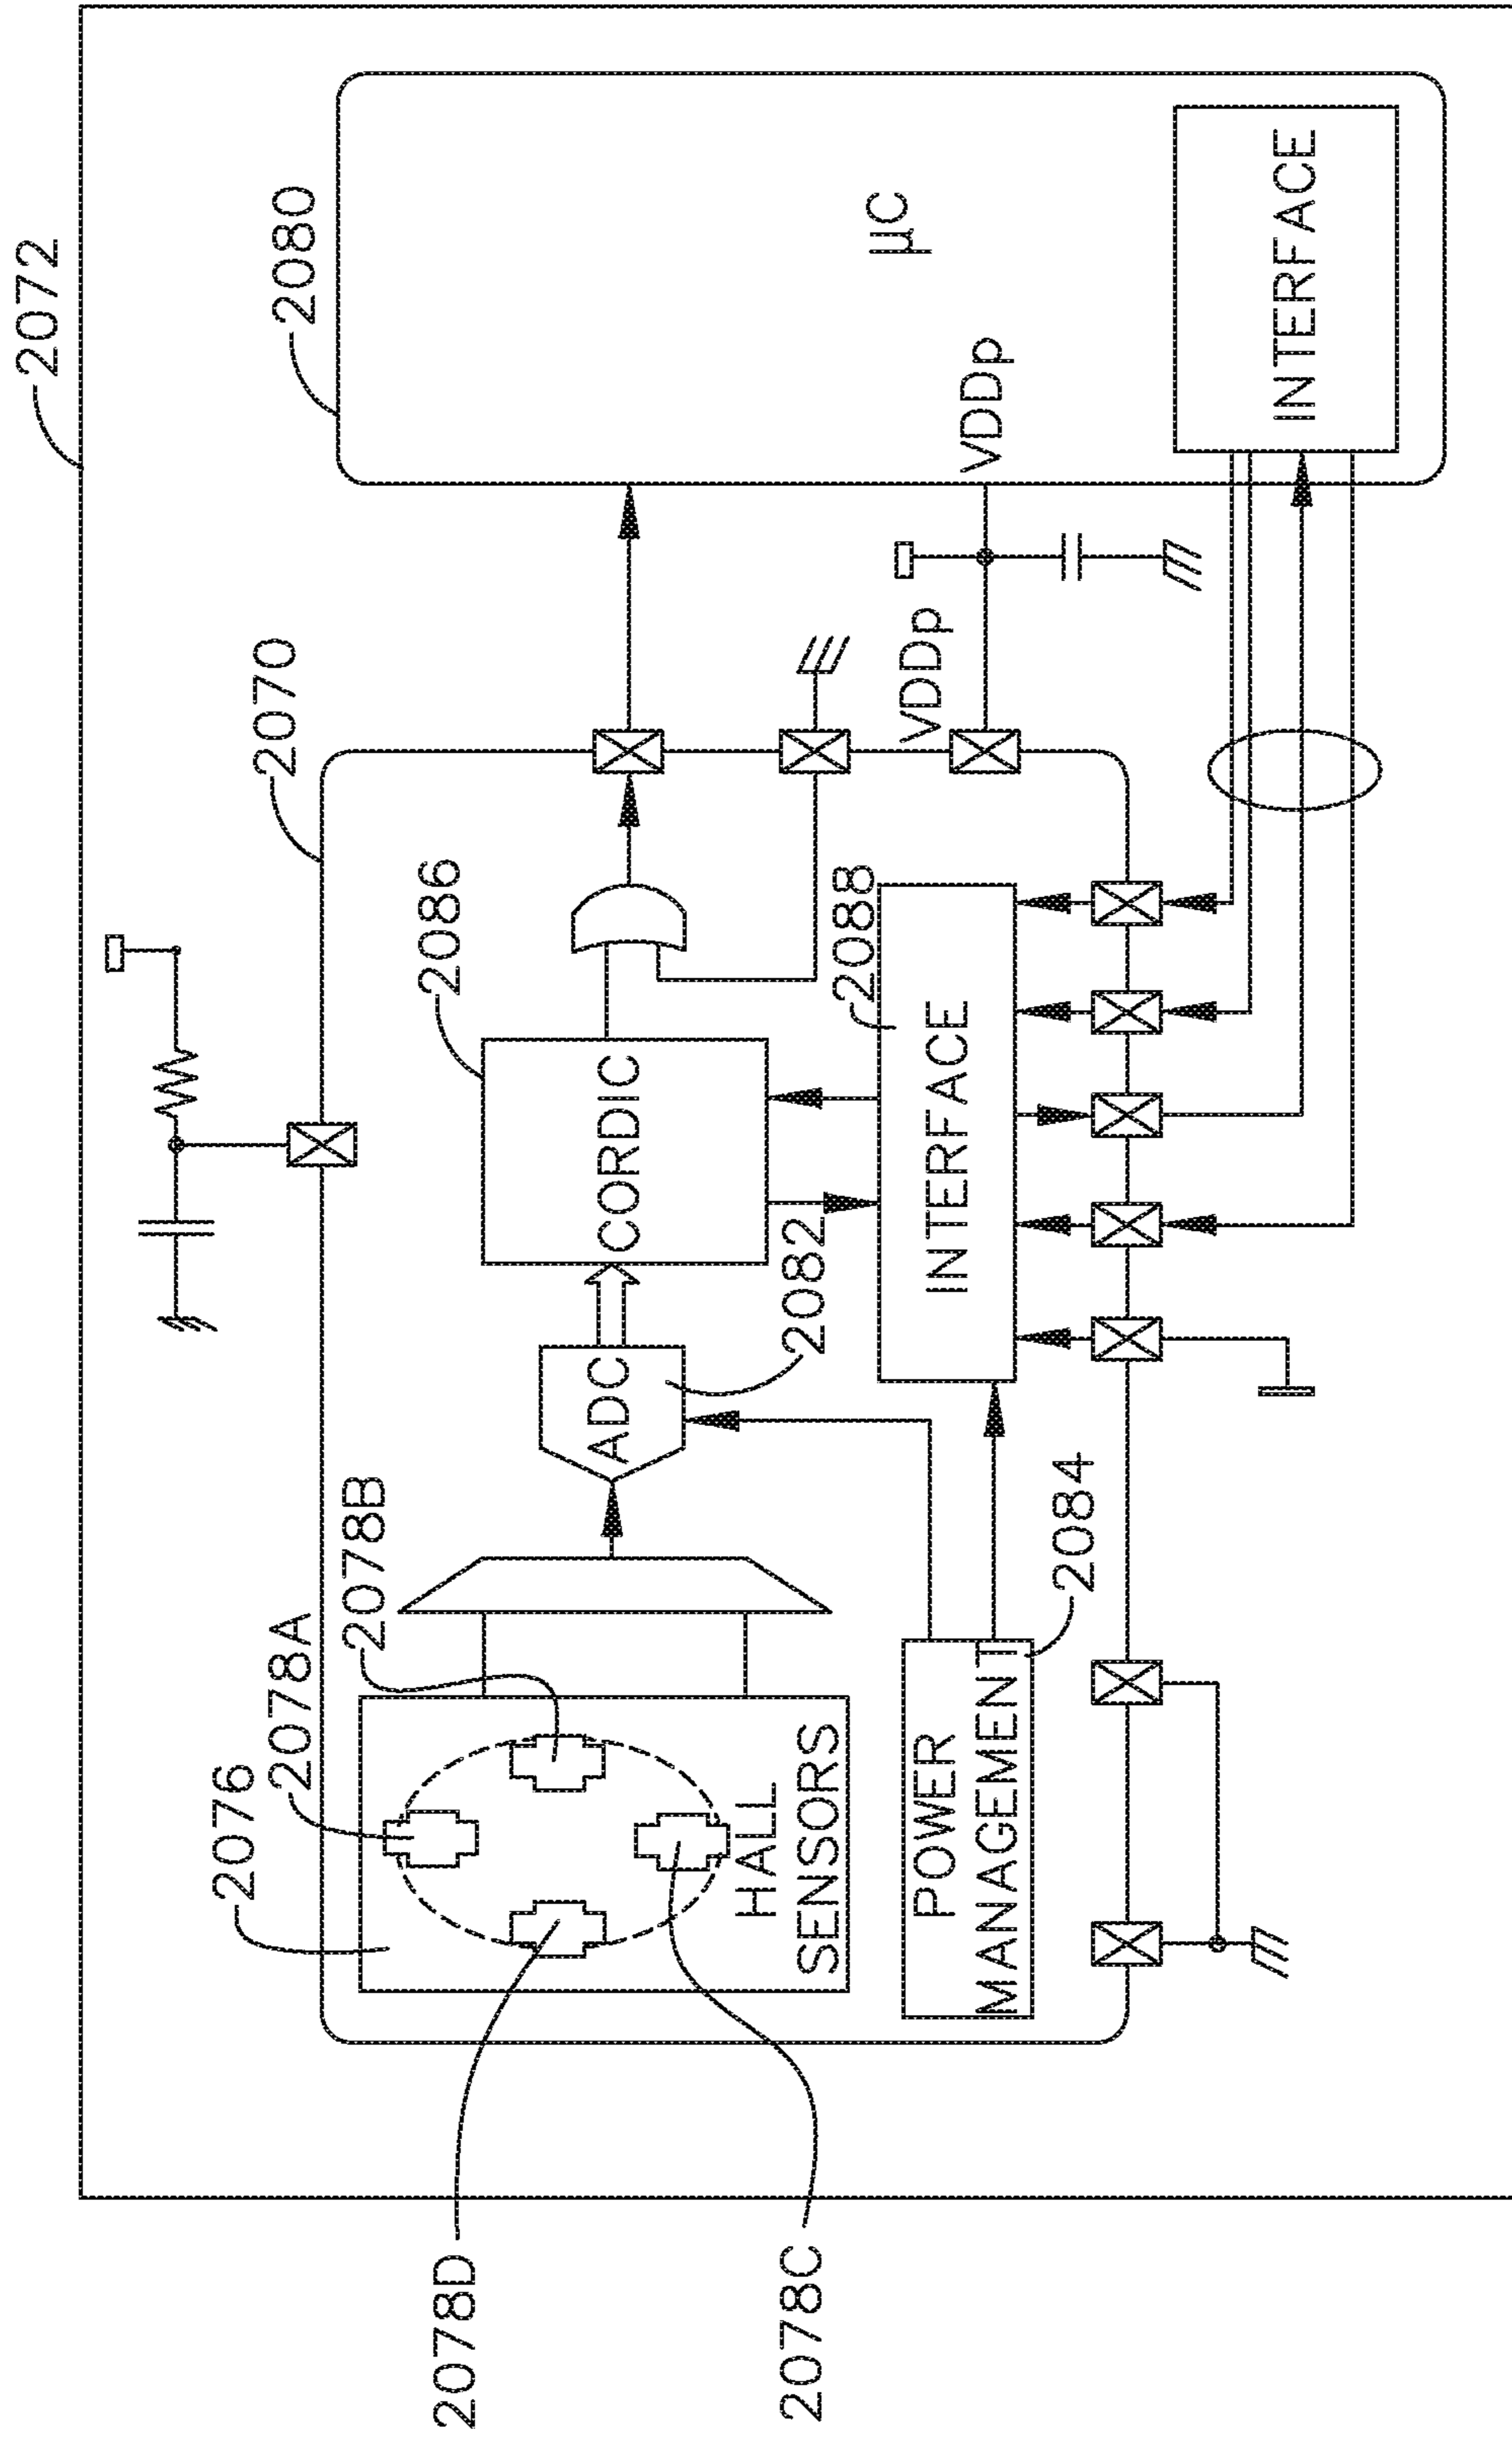 2072
2080
2070
2086
2088
2082
2084
2076
2078A
2078B
2078D
2078C
HALL
SENSORS
ADC
CORDIC
INTERFACE
POWER
MANAGEMENT
VDDp
VDDp
µC
INTERFACE